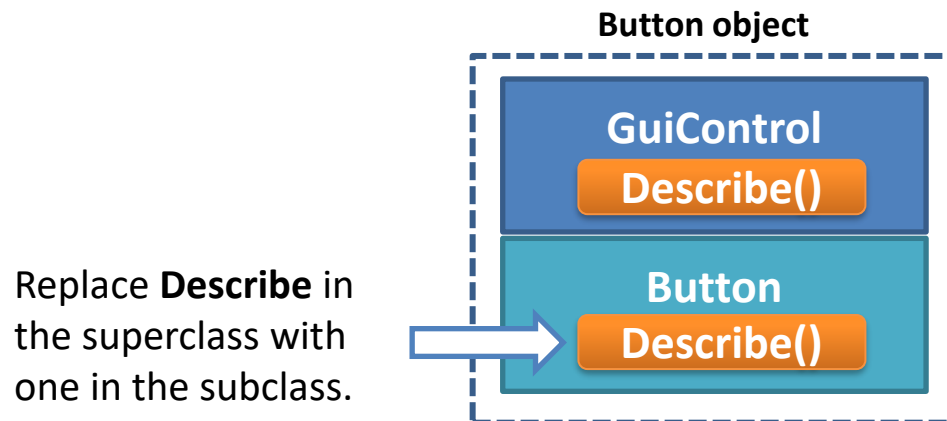 Button object
GuiControl
Describe()
Replace Describe in
the superclass with
one in the subclass.
Button
Describe()